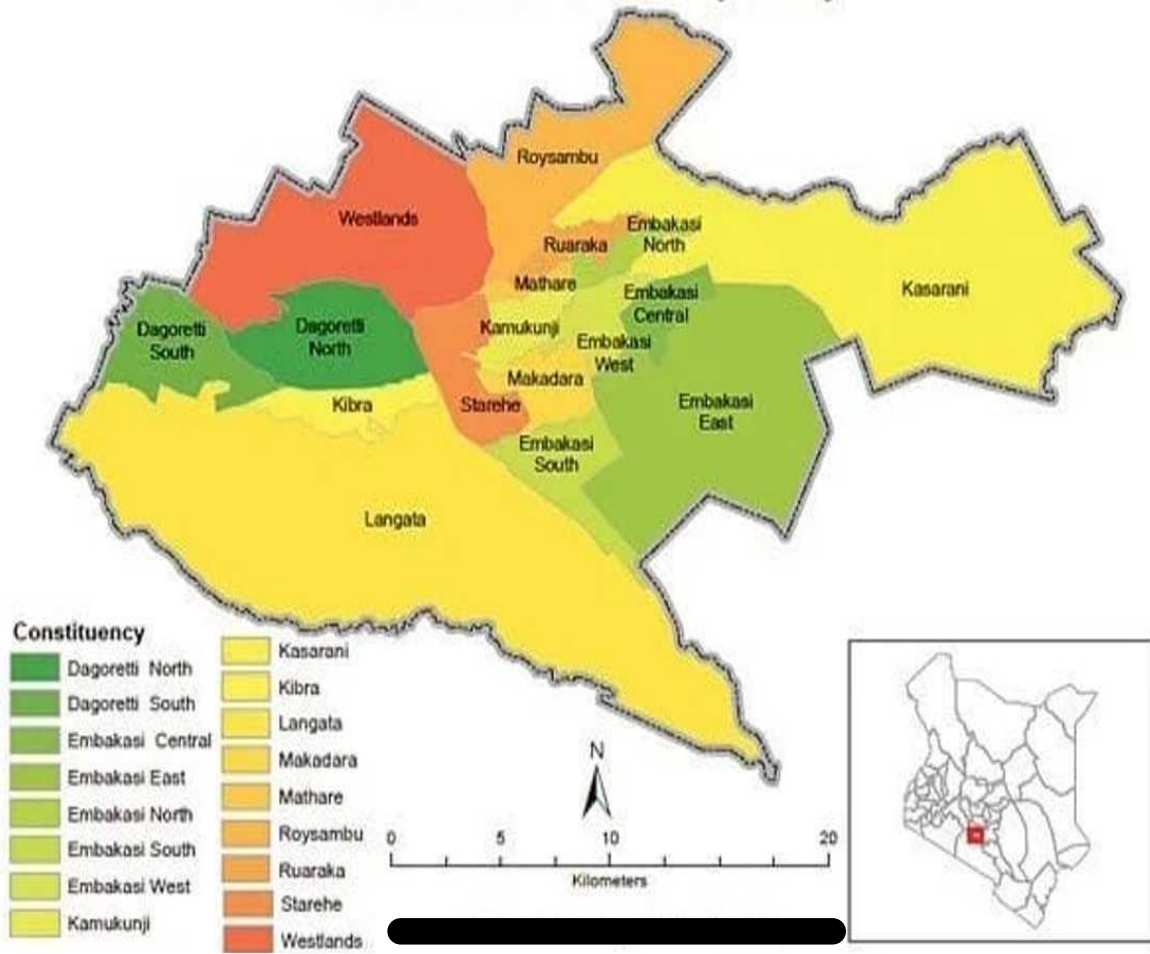 Roysambu
Westlands
Embakasi
North
Ruaraka
Mathare
Kasarani
Embakasi
Central
Dagoretti
South
Dagoretti
North
Kamukunji
Embakasi
West
Makadara
Kibra
Starehe
Embakasi
East
Embakasi
South
Langata
Constituency
Dagoretti North
Dagoretti South
Embakasi Central
Embakasi East
Embakasi North
Embakasi South
Embakasi West
Kamukunji
Kasarani
Kibra
Langata
Makadara
Mathare
Roysambu
Ruaraka
Starehe
Westlands
N
0 5 10 20
Kilometers